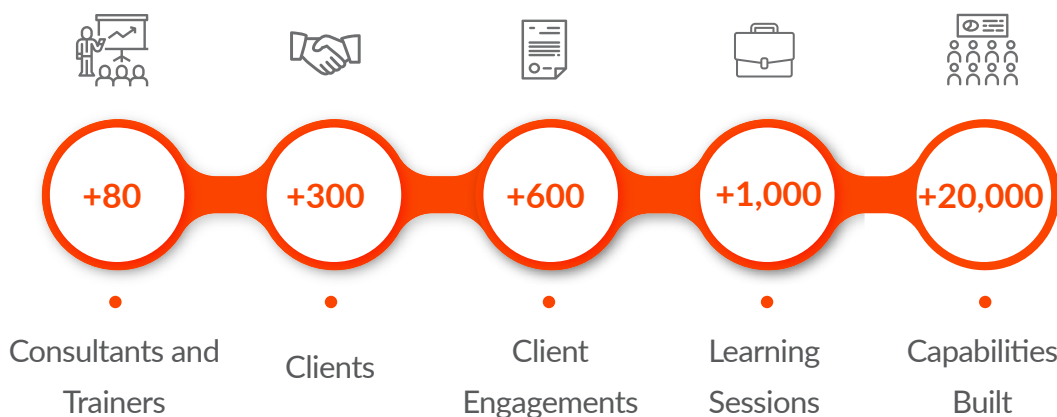 +80
+300
+600
+1,000
+20,000
Consultants and
Trainers
Clients
Client
Engagements
Learning
Sessions
Capabilities
Built